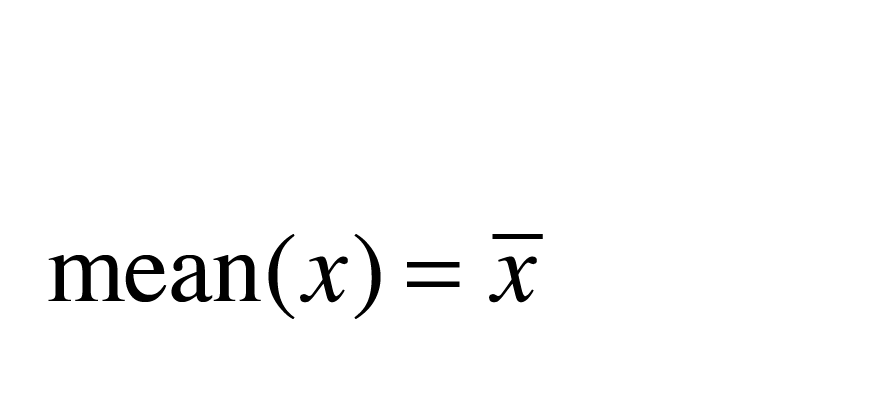 mean(x) = x̅